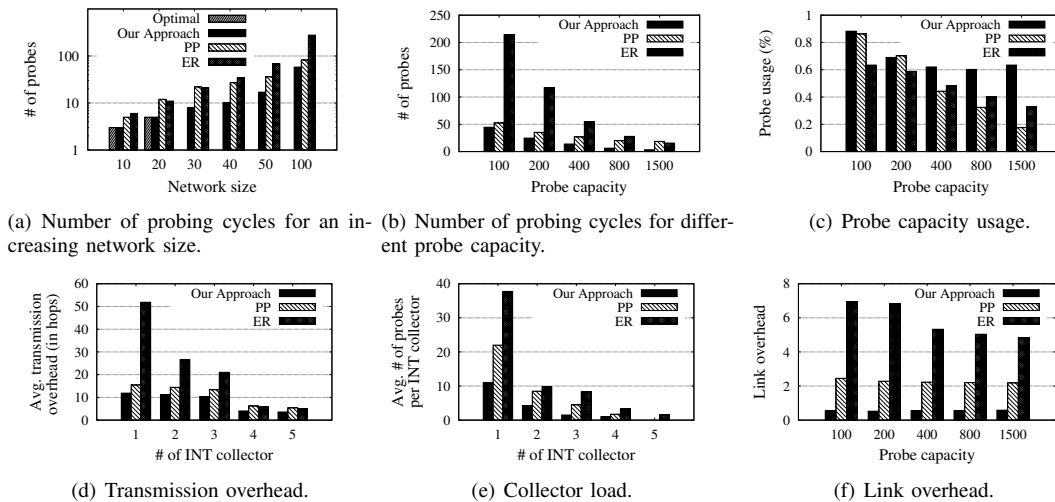 Optimal
Our Approach
PP
ER
100
10
1
# of probes
10 20 30 40 50 100
Network size
(a) Number of probing cycles for an in-
creasing network size.
Our Approach
PP
ER
250
200
150
100
50
0
# of probes
100 200 400 800 1500
Probe capacity
(b) Number of probing cycles for differ-
ent probe capacity.
Our Approach
PP
ER
1
0.8
0.6
0.4
0.2
0
Probe usage (%)
100 200 400 800 1500
Probe capacity
(c) Probe capacity usage.
Our Approach
PP
ER
60
50
40
30
20
10
0
Avg. transmission
overhead (in hops)
1 2 3 4 5
# of INT collector
(d) Transmission overhead.
Our Approach
PP
ER
40
30
20
10
0
Avg. # of probes
per INT collector
1 2 3 4 5
# of INT collector
(e) Collector load.
Our Approach
PP
ER
8
6
4
2
0
Link overhead
100 200 400 800 1500
Probe capacity
(f) Link overhead.